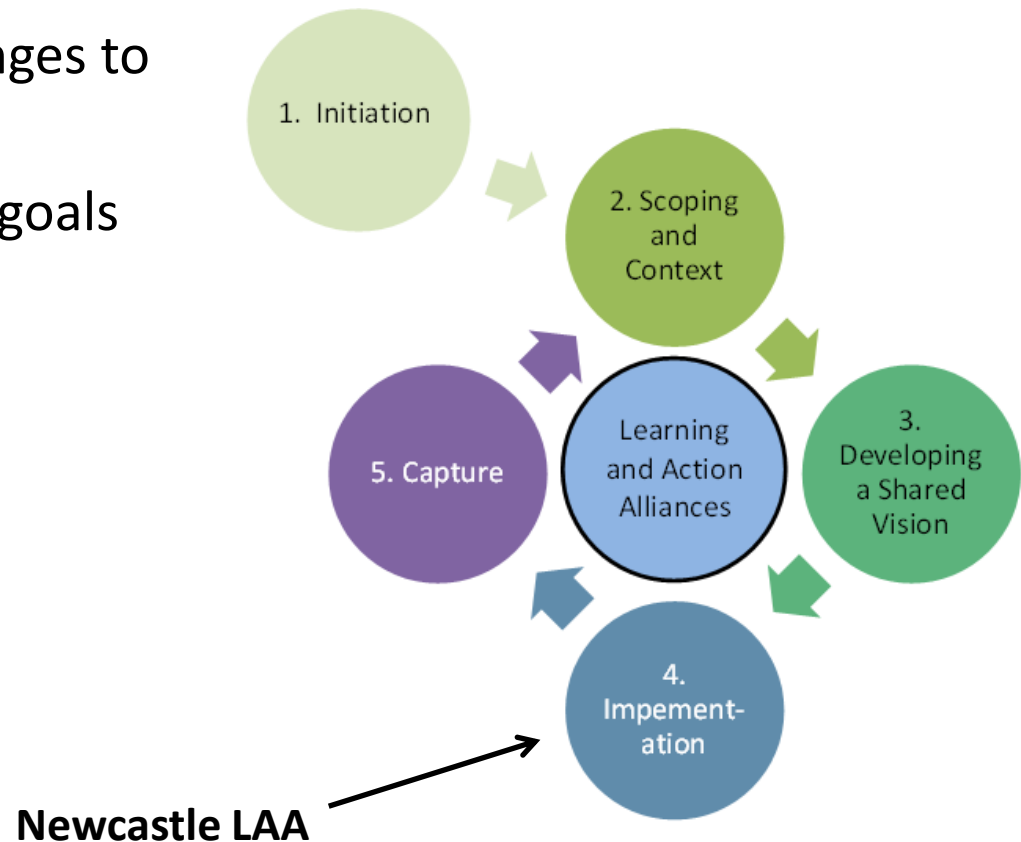 nges to
goals
1. Initiation
2. Scoping
and
Context
3.
Developing
a Shared
Vision
Learning
and Action
Alliances
5. Capture
4.
Impement-
ation
Newcastle LAA